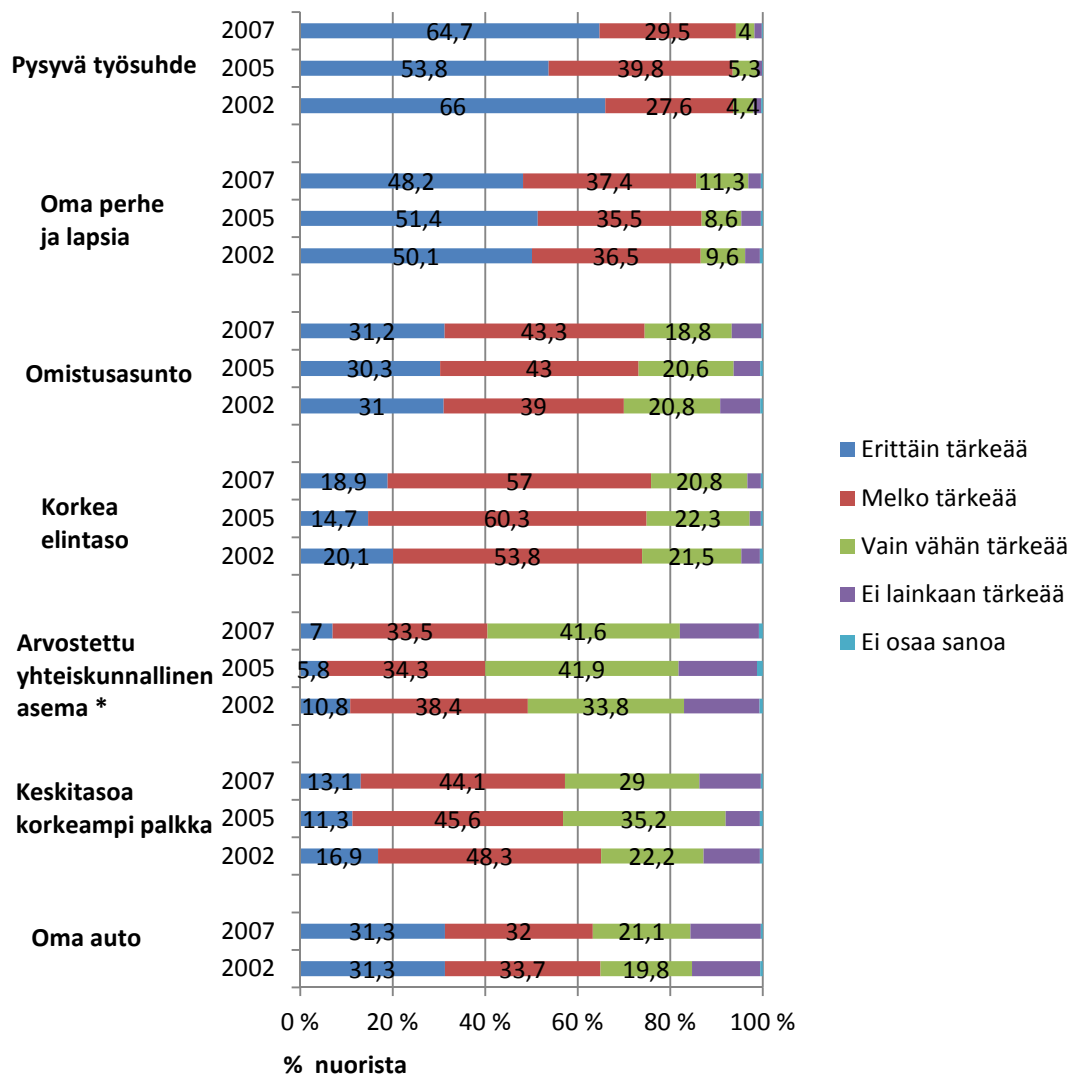 2007 64,7 29,5 4
Pysyvä työsuhde 2005 53,8 39,8 5,3
2002 66 27,6 4,4
2007 48,2 37,4 11,3
Oma perhe
ja lapsia
2005 51,4 35,5 8,6
2002 50,1 36,5 9,6
2007 31,2 43,3 18,8
Omistusasunto 2005 30,3 43 20,6
2002 31 39 20,8
2007 18,9 57 20,8
Korkea
elintaso
2005 14,7 60,3 22,3
2002 20,1 53,8 21,5
2007 7 33,5 41,6
Arvostettu
yhteiskunnallinen
asema *
2005 5,8 34,3 41,9
2002 10,8 38,4 33,8
2007 13,1 44,1 29
Keskitasoa
korkeampi palkka
2005 11,3 45,6 35,2
2002 16,9 48,3 22,2
Oma auto
2007 31,3 32 21,1
2002 31,3 33,7 19,8
0 % 20 % 40 % 60 % 80 % 100 %
% nuorista
Erittäin tärkeää
Melko tärkeää
Vain vähän tärkeää
Ei lainkaan tärkeää
Ei osaa sanoa